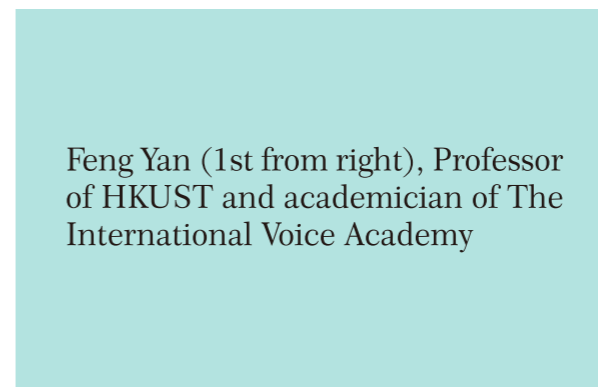 Feng Yan (1st from right), Professor
of HKUST and academician of The
International Voice Academy